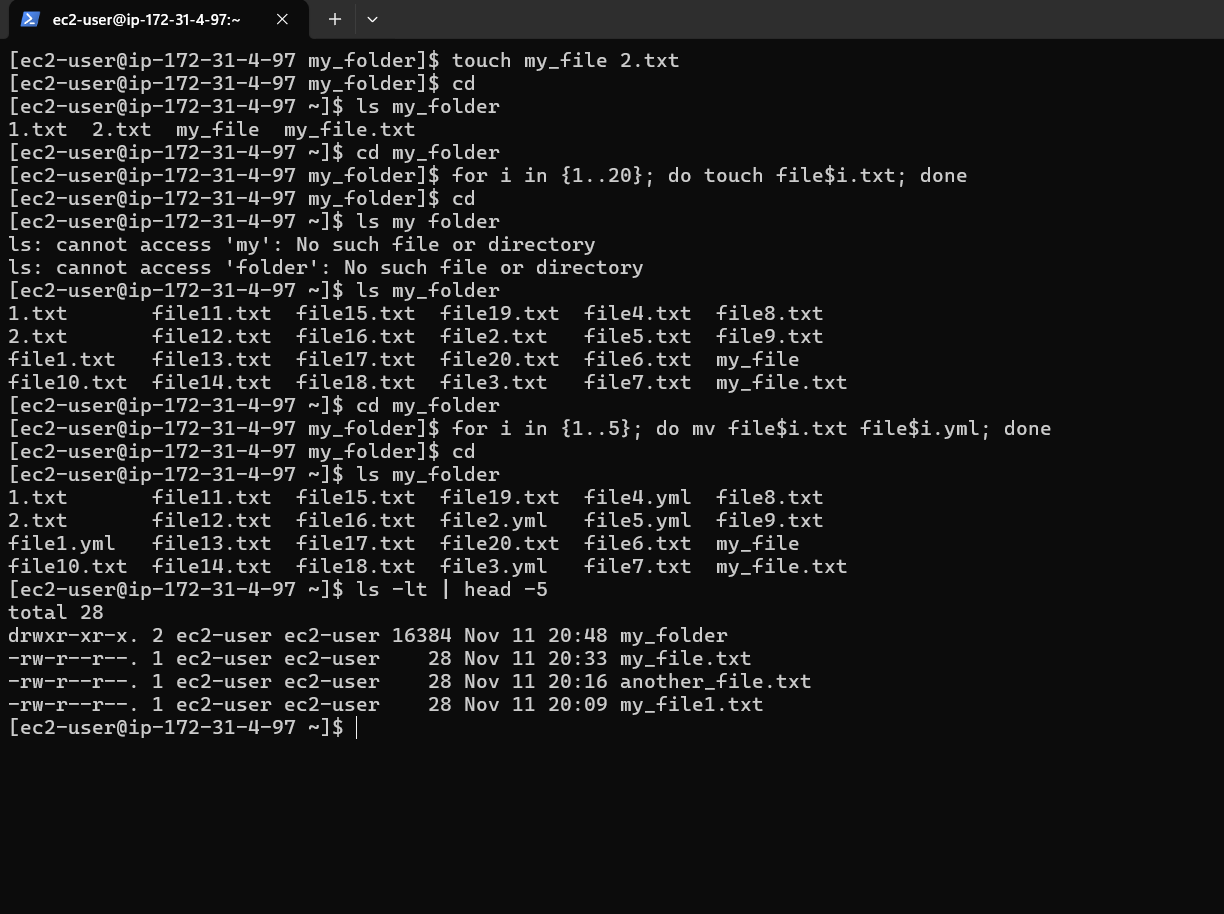 ec2-user@ip-172-31-4-97:~
[ec2-user@ip-172-31-4-97 my_folder]$ touch my_file 2.txt
[ec2-user@ip-172-31-4-97 my_folder]$ cd
[ec2-user@ip-172-31-4-97 ~]$ ls my_folder
1.txt  2.txt  my_file  my_file.txt
[ec2-user@ip-172-31-4-97 ~]$ cd my_folder
[ec2-user@ip-172-31-4-97 my_folder]$ for i in {1..20}; do touch file$i.txt; done
[ec2-user@ip-172-31-4-97 my_folder]$ cd
[ec2-user@ip-172-31-4-97 ~]$ ls my folder
ls: cannot access 'my': No such file or directory
ls: cannot access 'folder': No such file or directory
[ec2-user@ip-172-31-4-97 ~]$ ls my_folder
1.txt       file11.txt  file15.txt  file19.txt  file4.txt  file8.txt
2.txt       file12.txt  file16.txt  file2.txt   file5.txt  file9.txt
file1.txt   file13.txt  file17.txt  file20.txt  file6.txt  my_file
file10.txt  file14.txt  file18.txt  file3.txt   file7.txt  my_file.txt
[ec2-user@ip-172-31-4-97 ~]$ cd my_folder
[ec2-user@ip-172-31-4-97 my_folder]$ for i in {1..5}; do mv file$i.txt file$i.yml; done
[ec2-user@ip-172-31-4-97 my_folder]$ cd
[ec2-user@ip-172-31-4-97 ~]$ ls my_folder
1.txt       file11.txt  file15.txt  file19.txt  file4.yml  file8.txt
2.txt       file12.txt  file16.txt  file2.yml   file5.yml  file9.txt
file1.yml   file13.txt  file17.txt  file20.txt  file6.txt  my_file
file10.txt  file14.txt  file18.txt  file3.yml   file7.txt  my_file.txt
[ec2-user@ip-172-31-4-97 ~]$ ls -lt | head -5
total 28
drwxr-xr-x. 2 ec2-user ec2-user 16384 Nov 11 20:48 my_folder
-rw-r--r--. 1 ec2-user ec2-user    28 Nov 11 20:33 my_file.txt
-rw-r--r--. 1 ec2-user ec2-user    28 Nov 11 20:16 another_file.txt
-rw-r--r--. 1 ec2-user ec2-user    28 Nov 11 20:09 my_file1.txt
[ec2-user@ip-172-31-4-97 ~]$